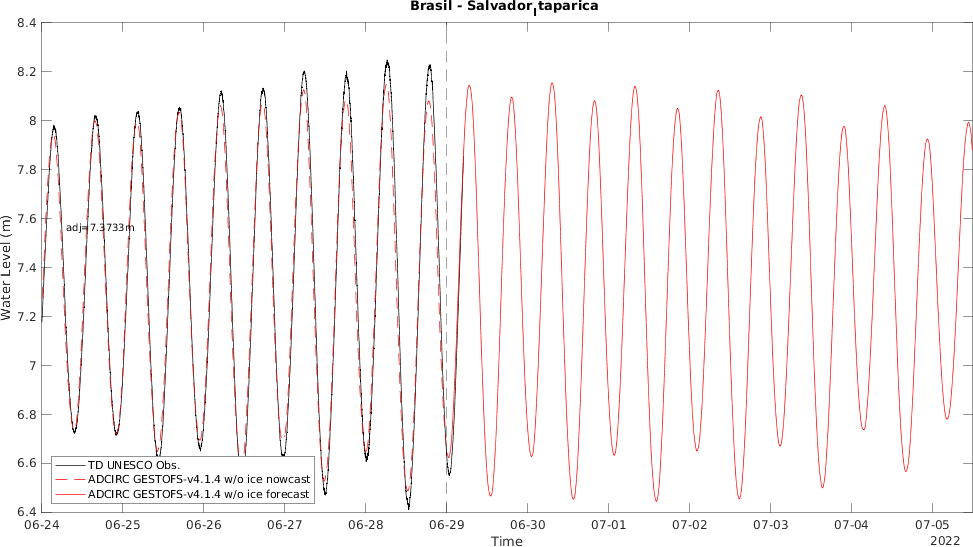 Brasil - Salvador_Itaparica
8.4
8.2
8
7.8
7.6
7.4
7.2
7
6.8
6.6
6.4
Water Level (m)
adj=7.3733m
TD UNESCO Obs.
ADCIRC GESTOFS-v4.1.4 w/o ice nowcast
ADCIRC GESTOFS-v4.1.4 w/o ice forecast
06-24 06-25 06-26 06-27 06-28 06-29 06-30 07-01 07-02 07-03 07-04 07-05
Time
2022